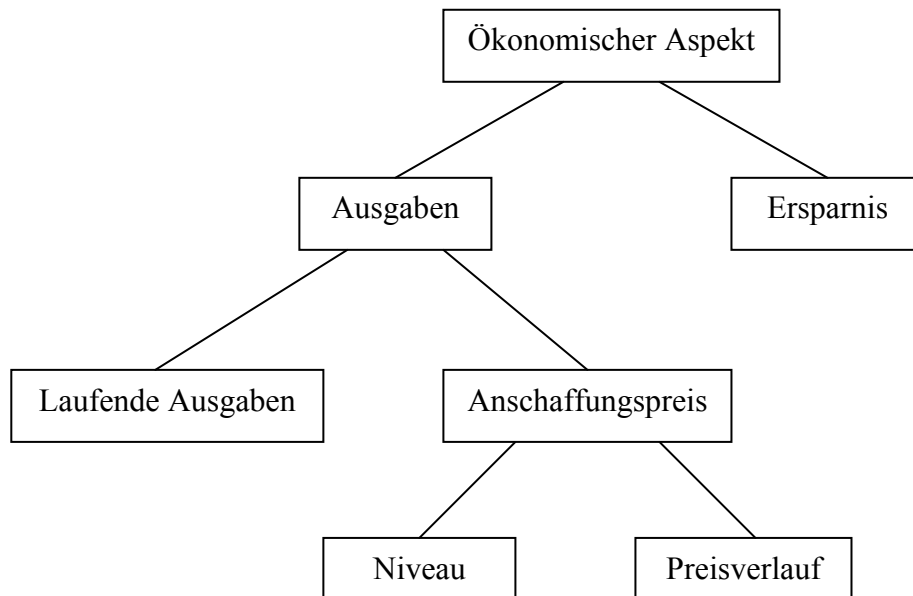 Ökonomischer Aspekt
Ausgaben
Ersparnis
Laufende Ausgaben
Anschaffungspreis
Niveau
Preisverlauf